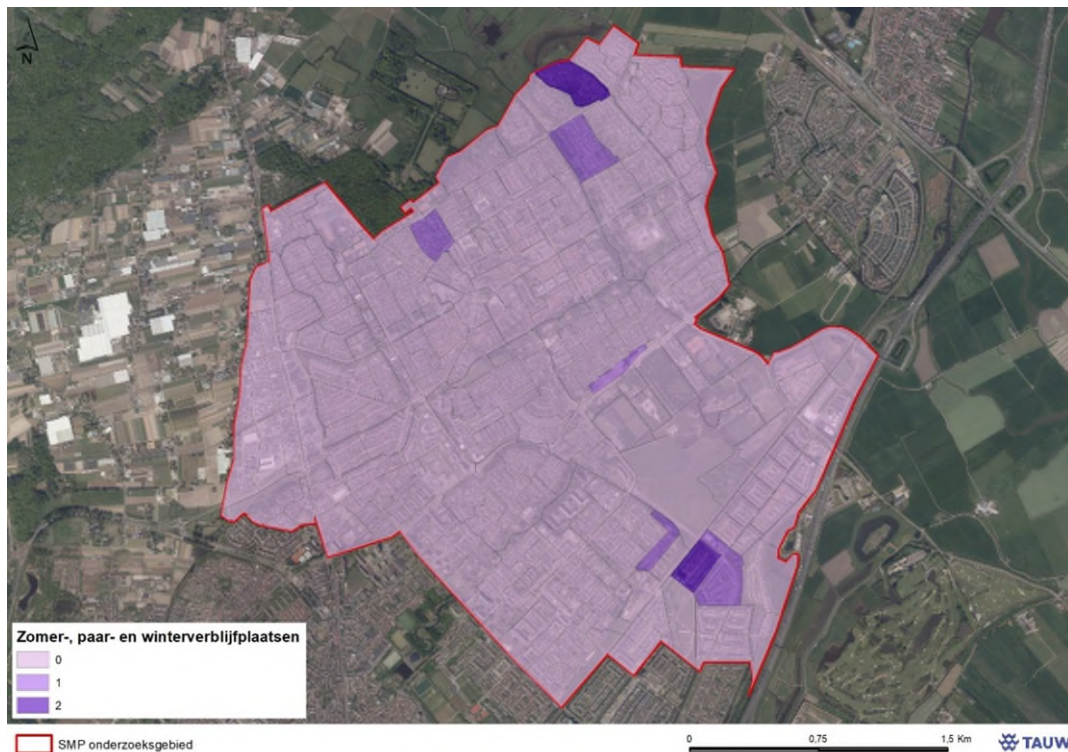 N
Zomer-, paar- en winterverblijfplaatsen
0
1
2
SMP onderzoeksgebied
0 0,75 1,5 Km
TAUW